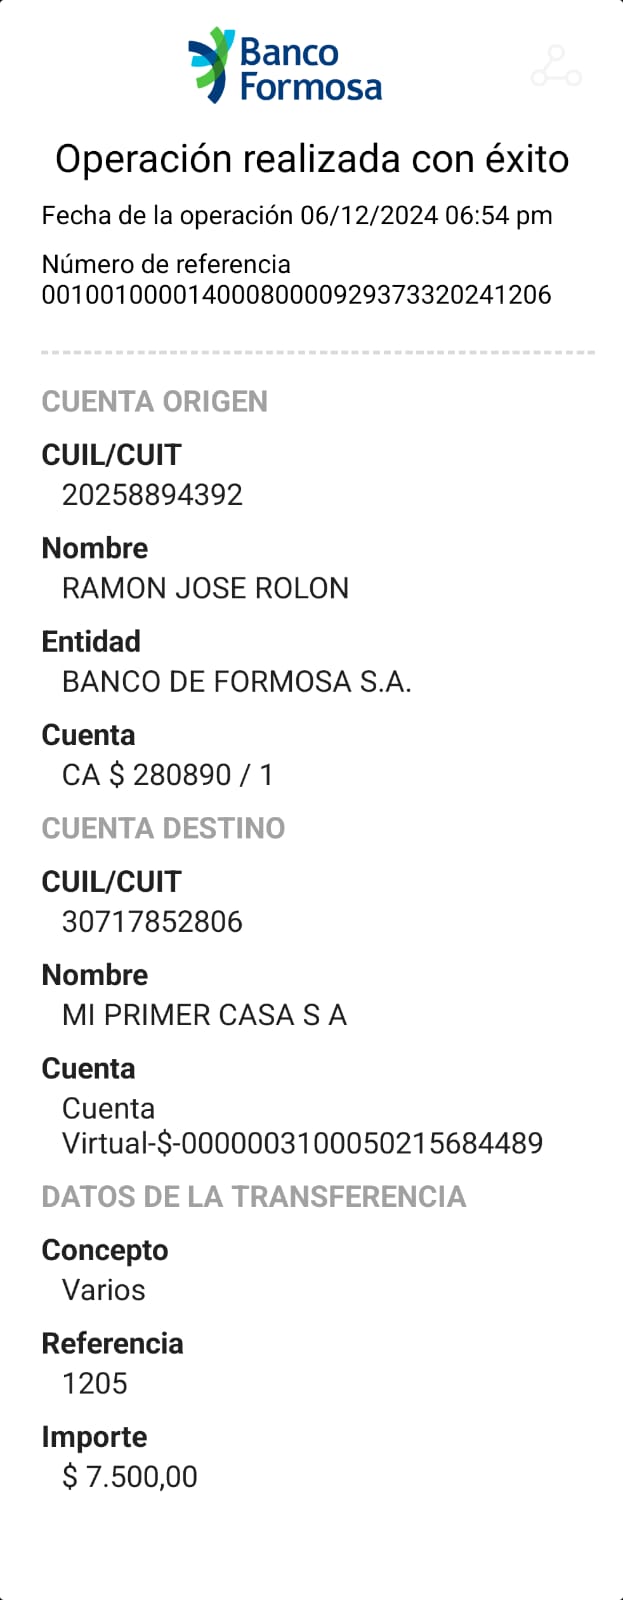 Banco
Formosa
Operación realizada con éxito
Fecha de la operación 06/12/2024 06:54 pm
Número de referencia
0010010000140008000092937332024​1206
CUENTA ORIGEN
CUIL/CUIT
20258894392
Nombre
RAMON JOSE ROLON
Entidad
BANCO DE FORMOSA S.A.
Cuenta
CA $ 280890 / 1
CUENTA DESTINO
CUIL/CUIT
30717852806
Nombre
MI PRIMER CASA S A
Cuenta
Cuenta
Virtual-$-0000003100050215684489
DATOS DE LA TRANSFERENCIA
Concepto
Varios
Referencia
1205
Importe
$ 7.500,00